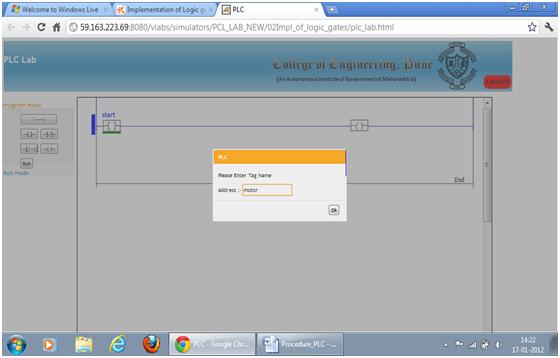 Welcome to Windows Live
Implementation of Logic g
PLC
59.163.223.69:8080/vlabs/simulators/PCL_LAB_NEW/02Impl_of_logic_gates/plc_lab.html
PLC Lab
College of Engineering, Pune
(An Autonomous Institute of Government of Maharashtra)
LOGOUT
Program Mode
Run
Run Mode
start
PLC
Please Enter Tag Name
Address :- motor
Ok
End
PLC - Google Chr...
Procedure_PLC - ...
14:22
17-01-2012